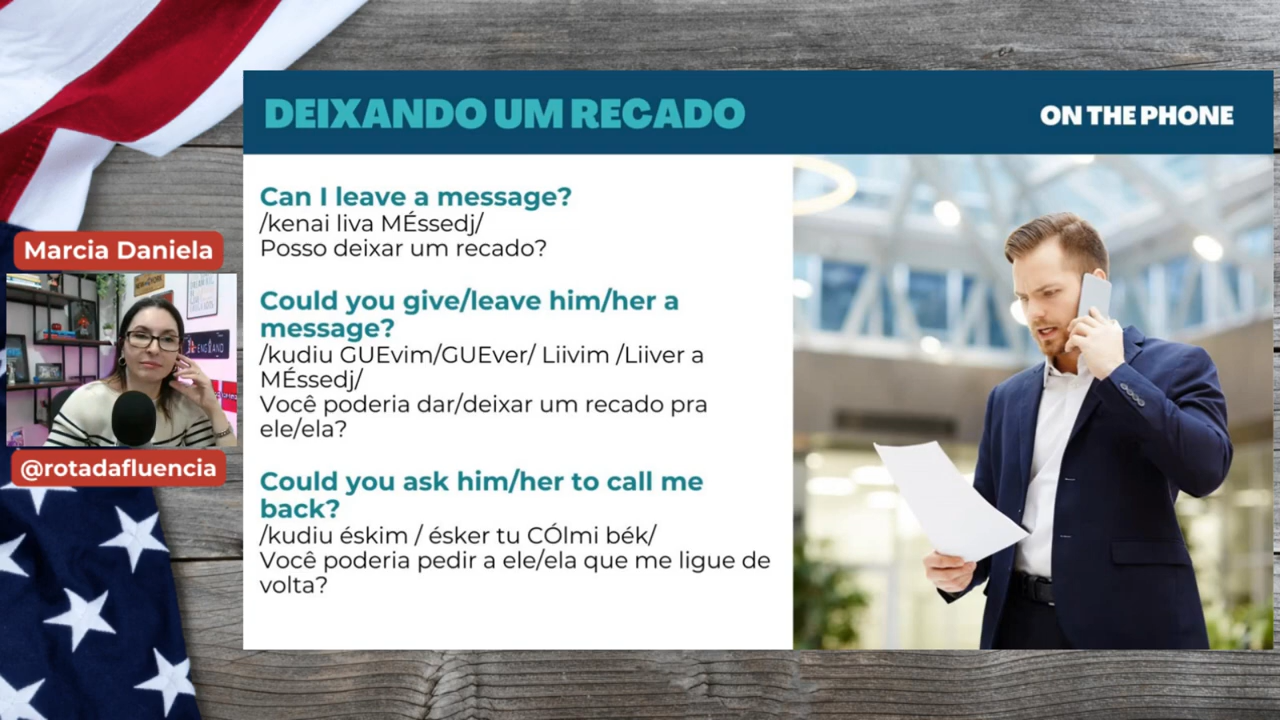 DEIXANDO UM RECADO
ON THE PHONE
Can I leave a message?
/kenai liva MÉssedj/
Posso deixar um recado?
Could you give/leave him/her a
message?
/kudiu GUEvim/GUEver/ Liivim /Liiver a
MÉssedj/
Você poderia dar/deixar um recado pra
ele/ela?
Could you ask him/her to call me
back?
/kudiu éskim / ésker tu CÓlmi bék/
Você poderia pedir a ele/ela que me ligue de
volta?
Marcia Daniela
@rotadafluencia